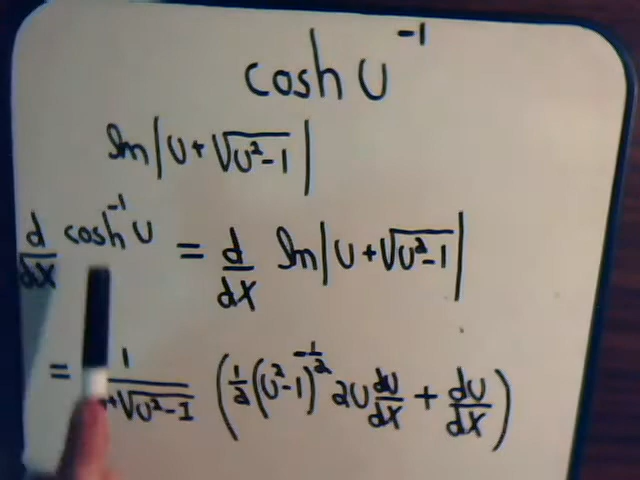 cosh U⁻¹
ln|U+√(U²-1)|
d/dx cosh⁻¹U = d/dx ln|U+√(U²-1)|
= 1/(+√(U²-1)) (1/2(U²-1)^(-1/2) 2U du/dx + du/dx)